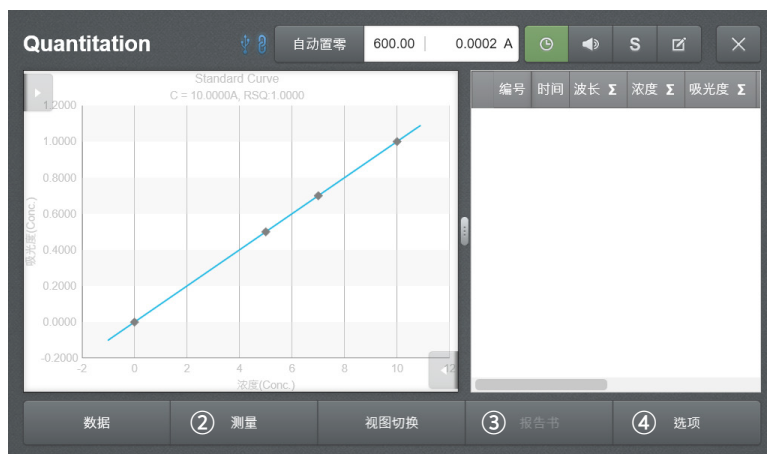 Quantitation 自动置零 600.00 0.0002 A S
Standard Curve
C = 10.0000A, RSQ:1.0000
1.2000
1.0000
0.8000
0.6000
0.4000
0.2000
0.0000
-0.2000
吸光度(Conc.)
-2 0 2 4 6 8 10 12
浓度(Conc.)
编号 时间 波长 Σ 浓度 Σ 吸光度 Σ
数据 ② 测量 视图切换 ③ 报告书 ④ 选项